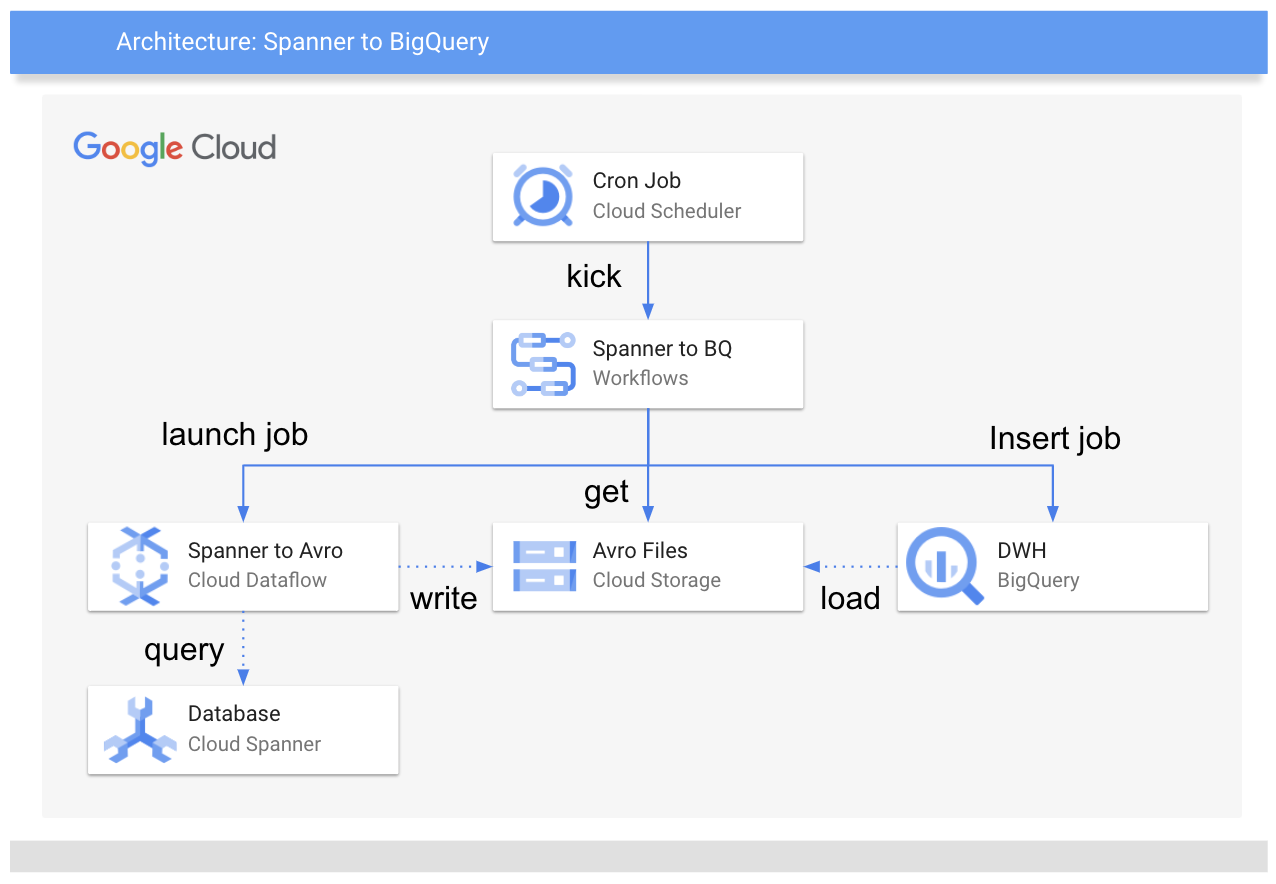 Architecture: Spanner to BigQuery
Google Cloud
Cron Job
Cloud Scheduler
kick
Spanner to BQ
Workflows
launch job
Insert job
get
Spanner to Avro
Cloud Dataflow
write
Avro Files
Cloud Storage
load
DWH
BigQuery
query
Database
Cloud Spanner